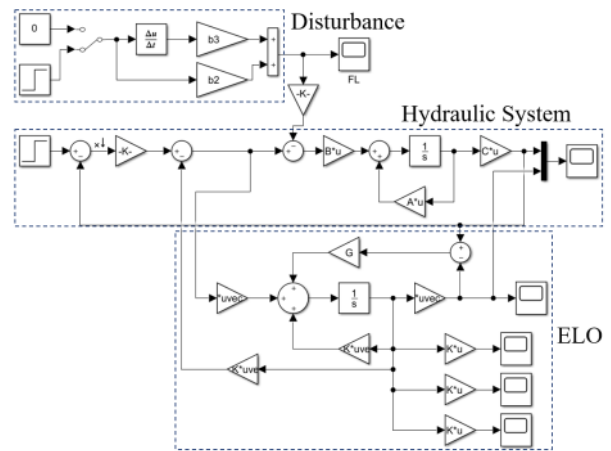 Disturbance
0
Δu
Δt
b3
b2
+
+
FL
-K-
Hydraulic System
+
−
×↓
-K-
+
−
+
−
B*u
+
+
1
s
C*u
A*u
G
+
−
*uvec
+
+
+
1
s
*uvec
ELO
K*uve
K*u
K*uve
K*u
K*u